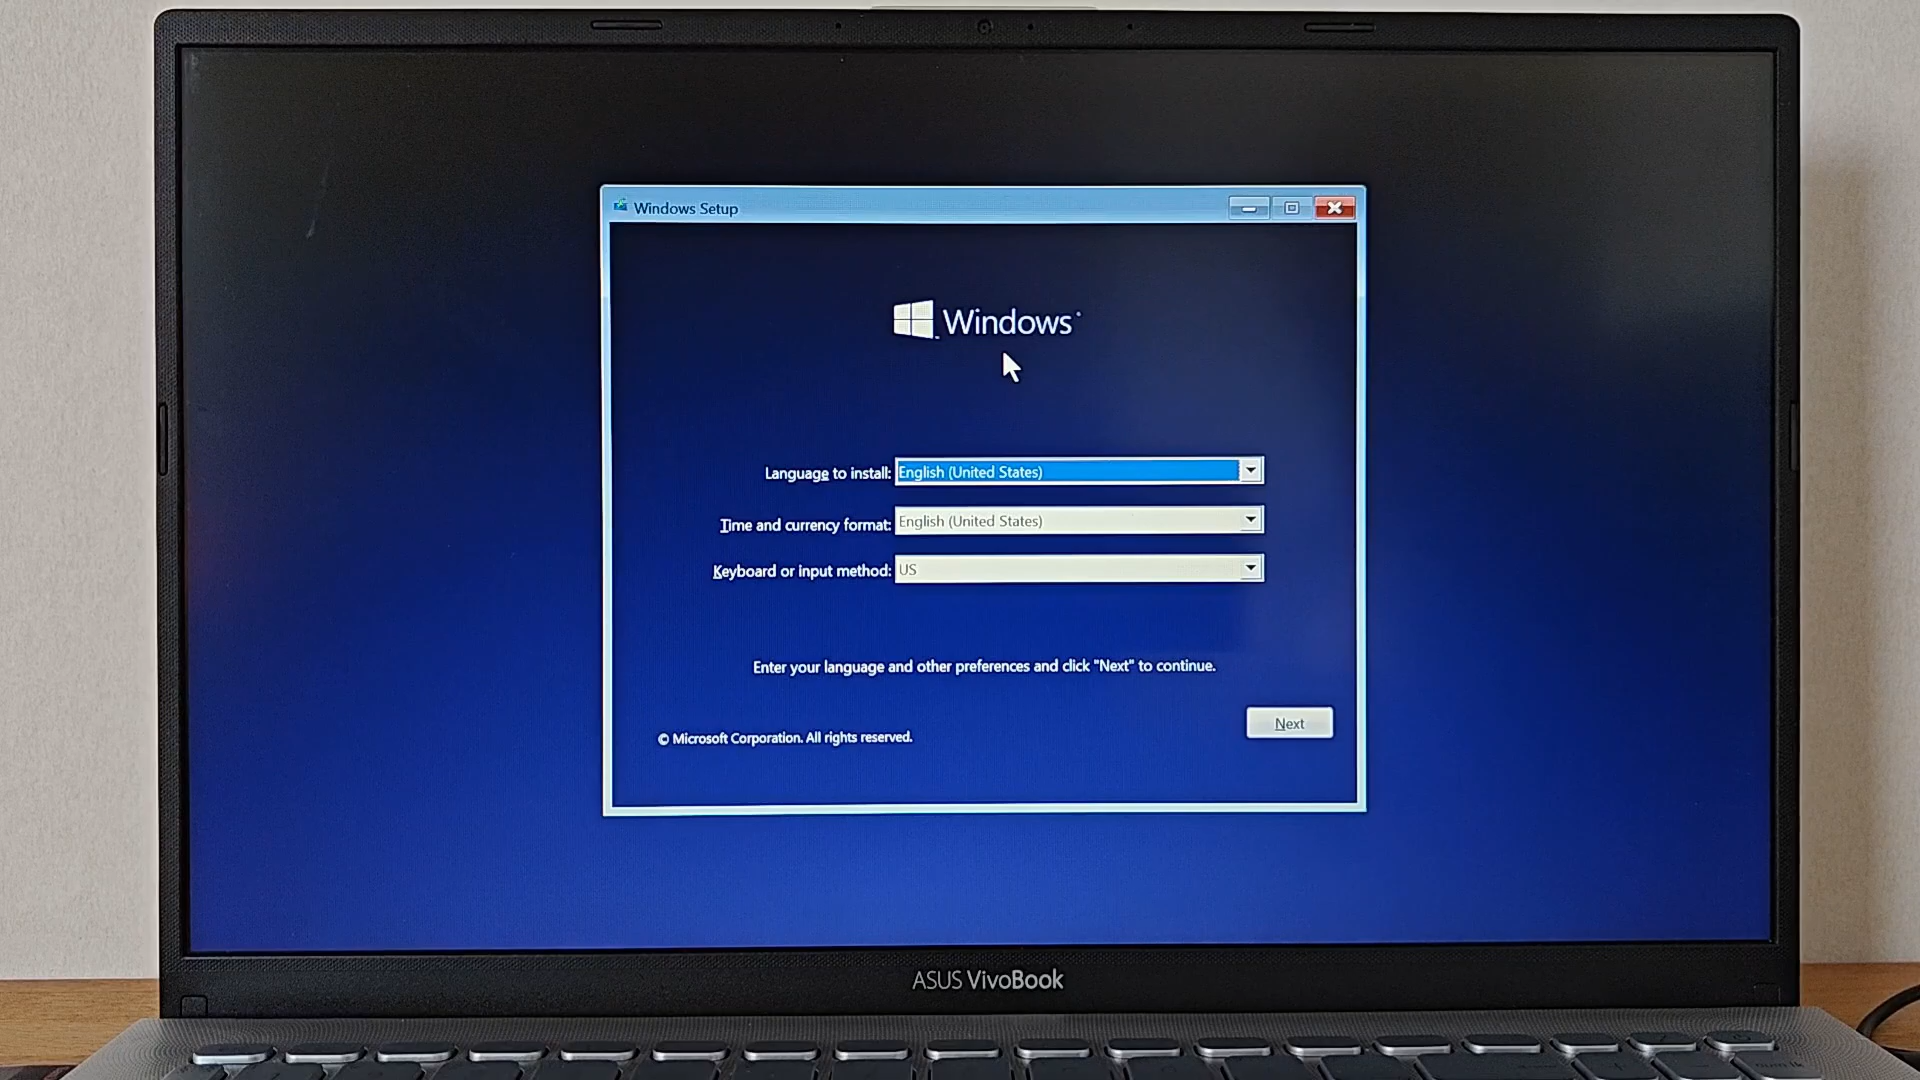 Windows Setup
Windows
Language to install: English (United States)
Time and currency format: English (United States)
Keyboard or input method: US
Enter your language and other preferences and click "Next" to continue.
Next
© Microsoft Corporation. All rights reserved.
ASUS VivoBook